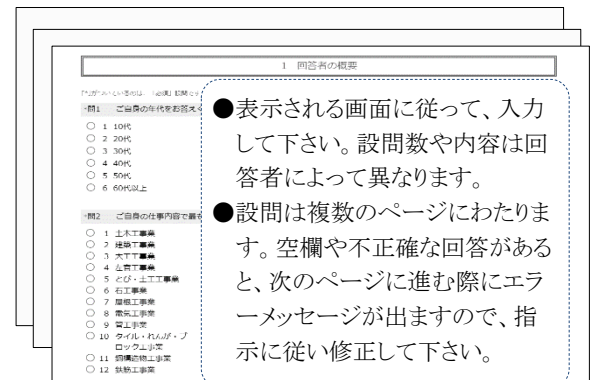 1 回答者の概要
問1 ご自身の年代をお答え
1 10代
2 20代
3 30代
4 40代
5 50代
6 60代以上
問2 ご自身の仕事内容で最も
1 土木工事業
2 建築工事業
3 大工工事業
4 左官工事業
5 とび・土工工事業
6 石工事業
7 屋根工事業
8 電気工事業
9 管工事業
10 タイル・れんが・ブ
ロック工事業
11 鋼構造物工事業
12 鉄筋工事業
●表示される画面に従って、入力
して下さい。設問数や内容は回
答者によって異なります。
●設問は複数のページにわたりま
す。空欄や不正確な回答がある
と、次のページに進む際にエラ
ーメッセージが出ますので、指
示に従い修正して下さい。